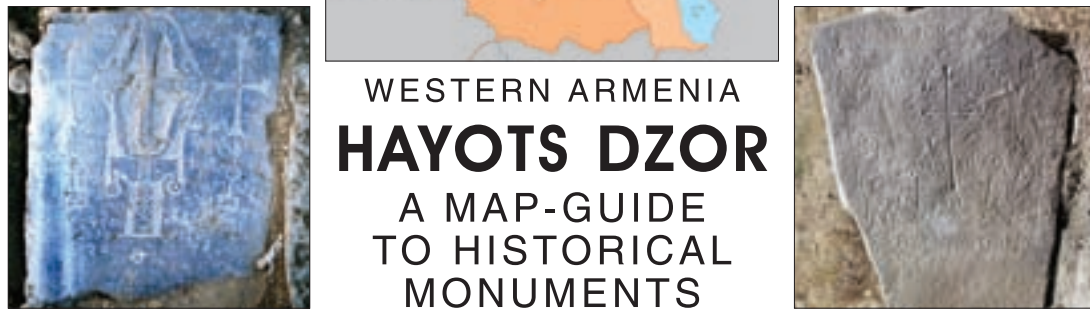 WESTERN ARMENIA
HAYOTS DZOR
A MAP-GUIDE
TO HISTORICAL
MONUMENTS